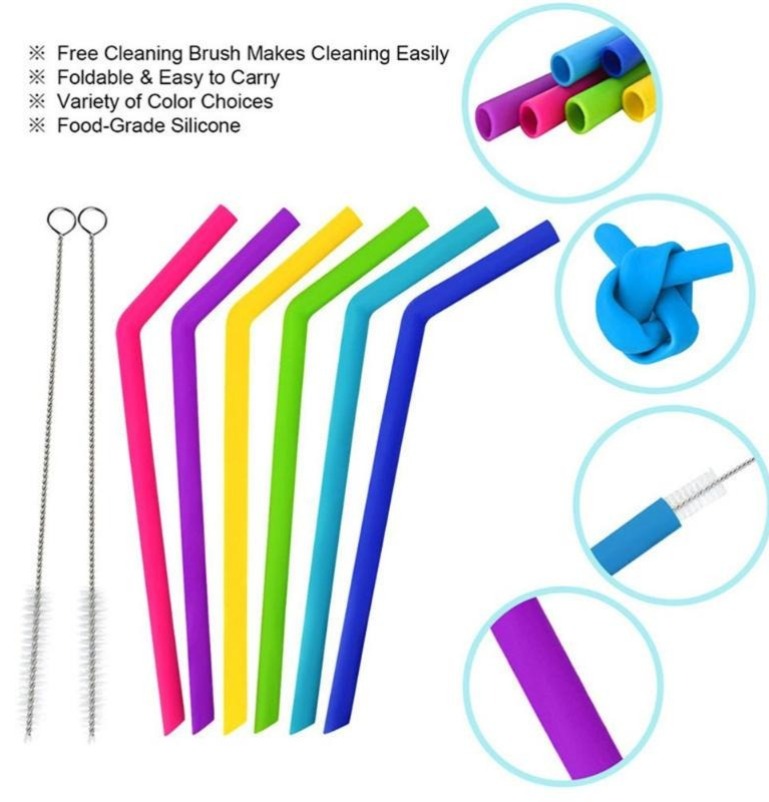 ※ Free Cleaning Brush Makes Cleaning Easily
※ Foldable & Easy to Carry
※ Variety of Color Choices
※ Food-Grade Silicone